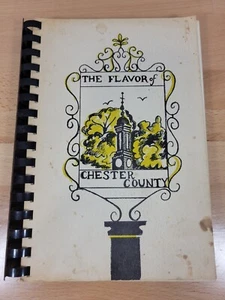 THE FLAVOR of
CHESTER
COUNTY